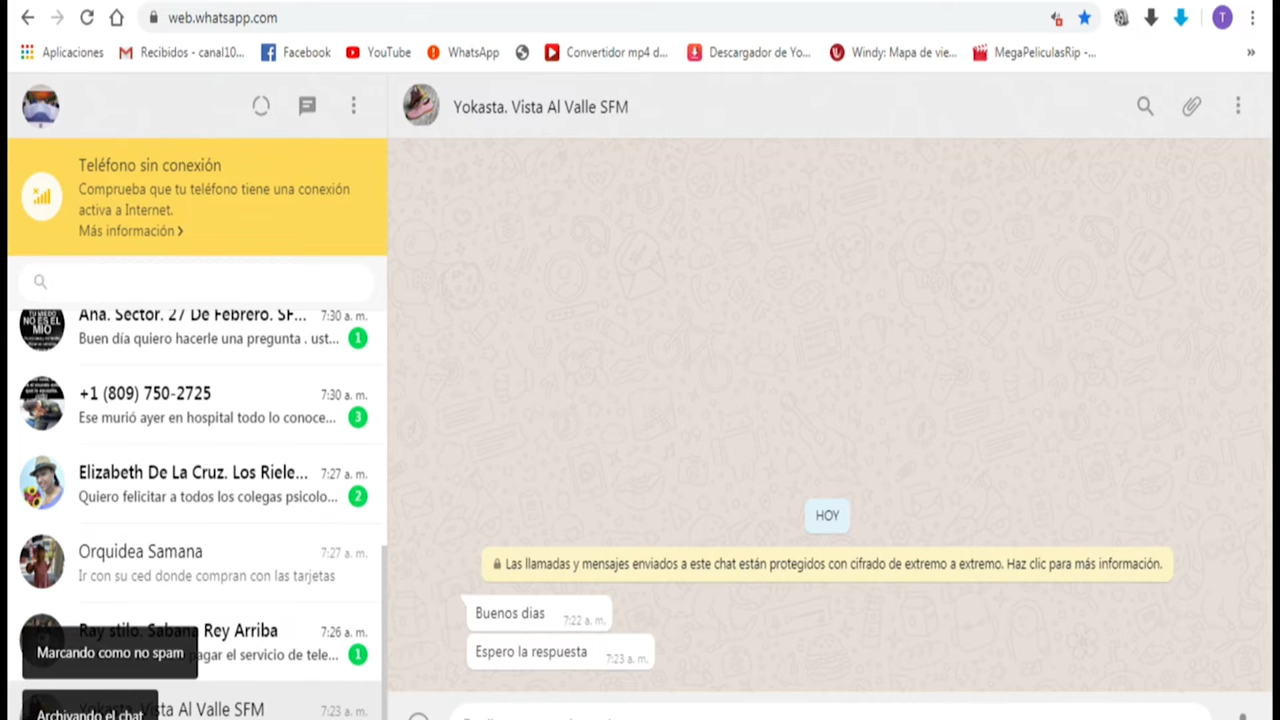 web.whatsapp.com
T
Aplicaciones
Recibidos - canal10...
Facebook
YouTube
WhatsApp
Convertidor mp4 d...
Descargador de Yo...
Windy: Mapa de vie...
MegaPeliculasRip -...
»
Yokasta. Vista Al Valle SFM
Teléfono sin conexión
Comprueba que tu teléfono tiene una conexión
activa a Internet.
Más información
TU MIEDO
NO ES EL
MIO
Ana. Sector. 27 De Febrero. SF... 7:30 a. m.
Buen día quiero hacerle una pregunta . ust... 1
+1 (809) 750-2725 7:30 a. m.
Ese murió ayer en hospital todo lo conoce... 3
Elizabeth De La Cruz. Los Riele... 7:27 a. m.
Quiero felicitar a todos los colegas psicolo... 2
Orquidea Samana 7:27 a. m.
Ir con su ced donde compran con las tarjetas
Ray stilo. Sabana Rey Arriba 7:26 a. m.
Marcando como no spam
pagar el servicio de tele... 1
Yokasta. Vista Al Valle SFM 7:23 a. m.
Archivando el chat
HOY
Las llamadas y mensajes enviados a este chat están protegidos con cifrado de extremo a extremo. Haz clic para más información.
Buenos dias 7:22 a. m.
Espero la respuesta 7:23 a. m.